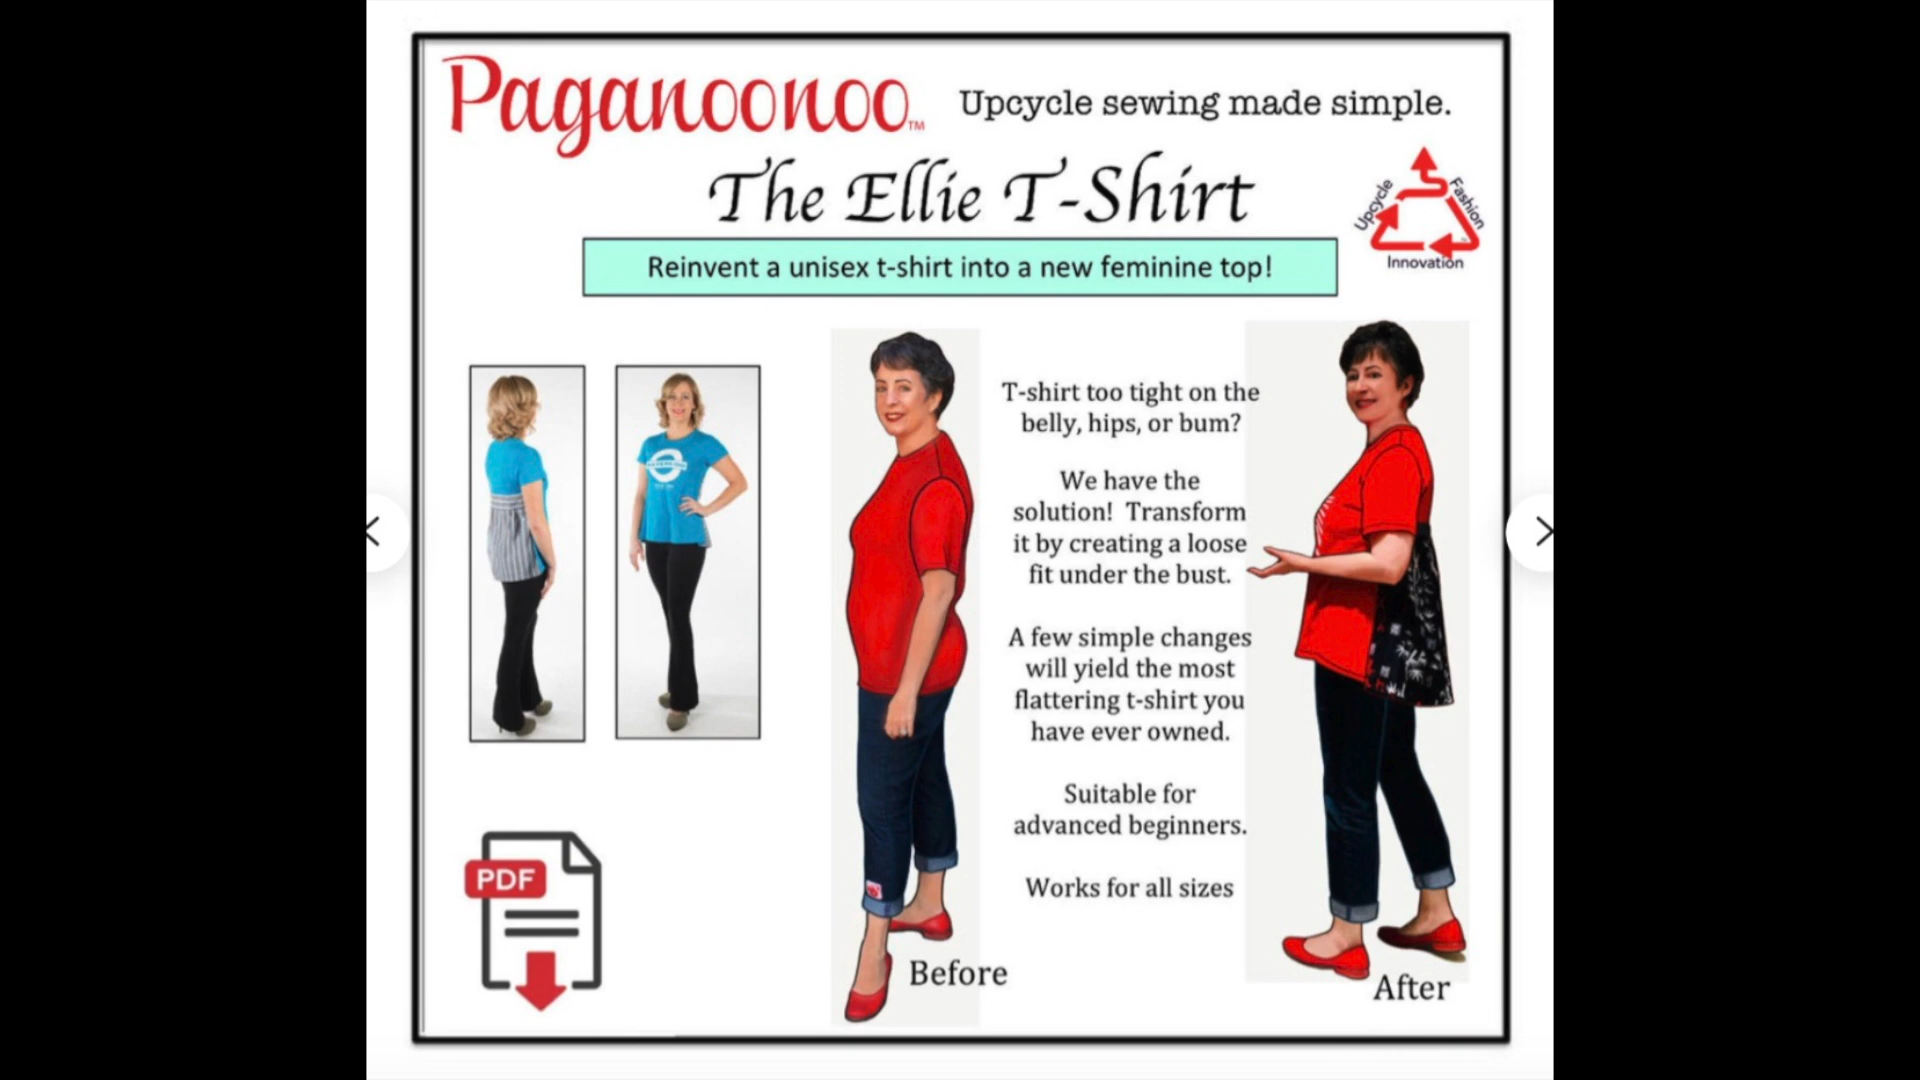 Paganoonoo™
Upcycle sewing made simple.
The Ellie T-Shirt
Upcycle
Fashion
Innovation
Reinvent a unisex t-shirt into a new feminine top!
T-shirt too tight on the
belly, hips, or bum?
We have the
solution! Transform
it by creating a loose
fit under the bust.
A few simple changes
will yield the most
flattering t-shirt you
have ever owned.
Suitable for
advanced beginners.
Works for all sizes
PDF
Before
After